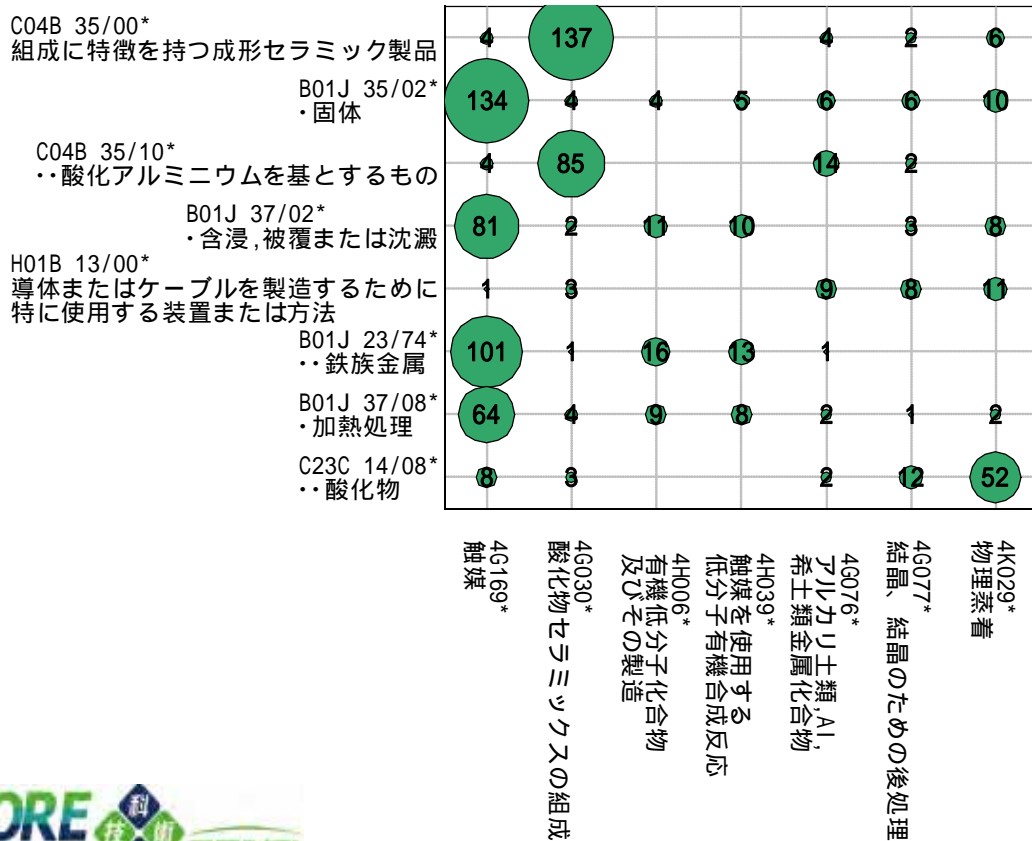 C04B 35/00*
組成に特徴を持つ成形セラミック製品
4 137 4 2 6
B01J 35/02*
・固体
134 4 4 5 6 6 10
C04B 35/10*
・・酸化アルミニウムを基とするもの
4 85 14 2
B01J 37/02*
・含浸,被覆または沈澱
81 2 11 10 3 8
H01B 13/00*
導体またはケーブルを製造するために
特に使用する装置または方法
1 3 9 8 11
B01J 23/74*
・・鉄族金属
101 1 16 13 1
B01J 37/08*
・加熱処理
64 4 9 8 2 1 2
C23C 14/08*
・・酸化物
8 3 2 12 52
4G169*
触媒
4G030*
酸化物セラミックスの組成
4H006*
有機低分子化合物
及びその製造
4H039*
触媒を使用する
低分子有機合成反応
4G076*
アルカリ土類,Al,
希土類金属化合物
4G077*
結晶、結晶のための後処理
4K029*
物理蒸着
ORE
科
技 術